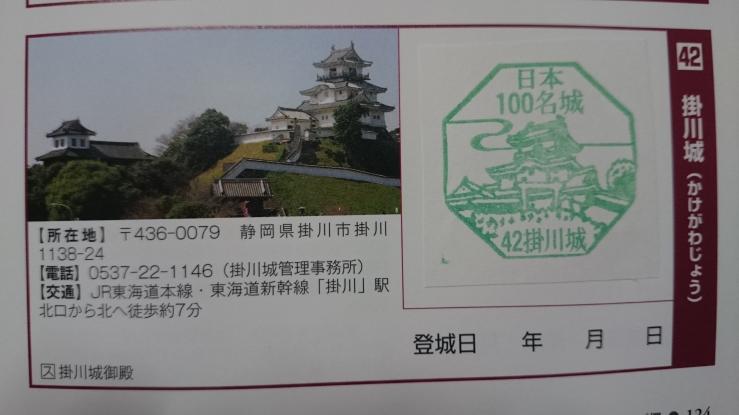 42
掛川城(かけがわじょう)
日本
100名城
42掛川城
【所在地】 〒436-0079 静岡県掛川市掛川
1138-24
【電話】 0537-22-1146(掛川城管理事務所)
【交通】 JR東海道本線・東海道新幹線「掛川」駅
北口から北へ徒歩約7分
ス 掛川城御殿
登城日 年 月 日